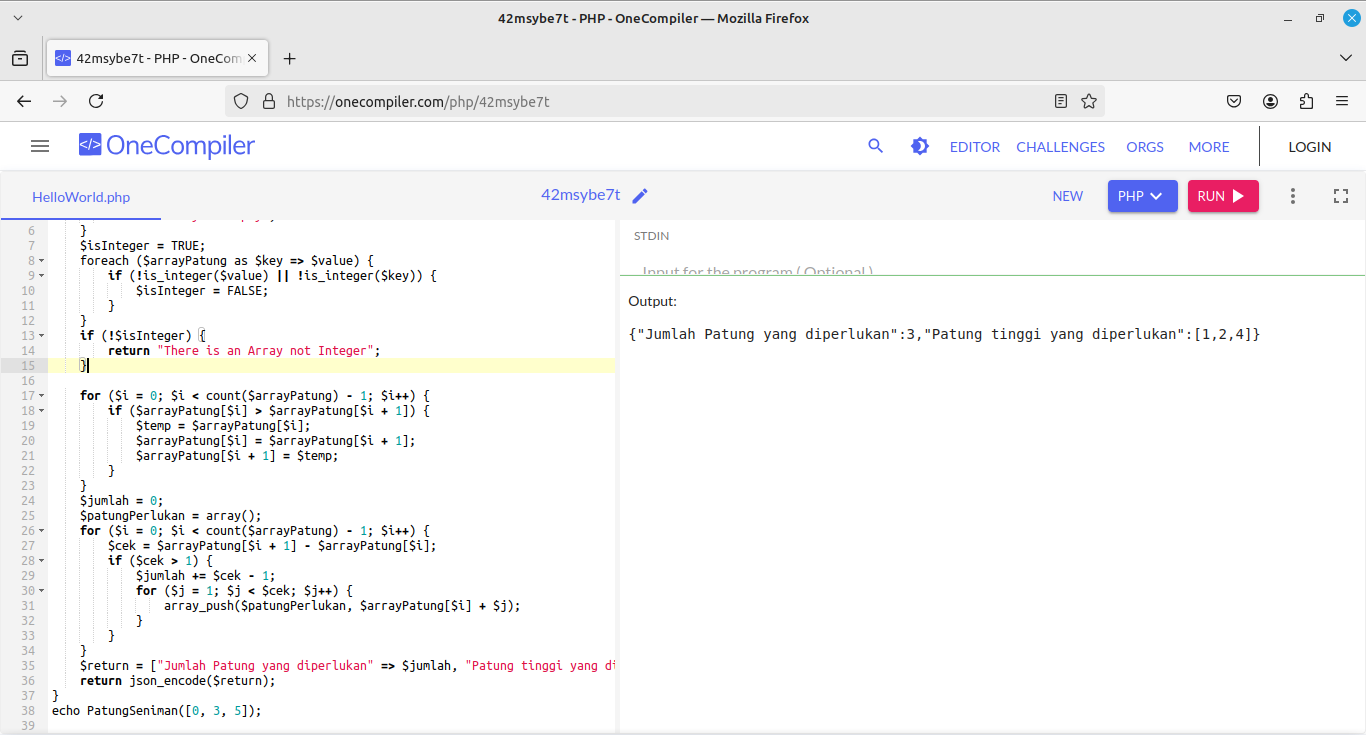 42msybe7t - PHP - OneCompiler — Mozilla Firefox
42msybe7t - PHP - OneCom
https://onecompiler.com/php/42msybe7t
</> OneCompiler
EDITOR CHALLENGES ORGS MORE LOGIN
HelloWorld.php
42msybe7t
NEW PHP RUN
6 }
7 $isInteger = TRUE;
8 foreach ($arrayPatung as $key => $value) {
9 if (!is_integer($value) || !is_integer($key)) {
10 $isInteger = FALSE;
11 }
12 }
13 if (!$isInteger) {
14 return "There is an Array not Integer";
15 }
16
17 for ($i = 0; $i < count($arrayPatung) - 1; $i++) {
18 if ($arrayPatung[$i] > $arrayPatung[$i + 1]) {
19 $temp = $arrayPatung[$i];
20 $arrayPatung[$i] = $arrayPatung[$i + 1];
21 $arrayPatung[$i + 1] = $temp;
22 }
23 }
24 $jumlah = 0;
25 $patungPerlukan = array();
26 for ($i = 0; $i < count($arrayPatung) - 1; $i++) {
27 $cek = $arrayPatung[$i + 1] - $arrayPatung[$i];
28 if ($cek > 1) {
29 $jumlah += $cek - 1;
30 for ($j = 1; $j < $cek; $j++) {
31 array_push($patungPerlukan, $arrayPatung[$i] + $j);
32 }
33 }
34 }
35 $return = ["Jumlah Patung yang diperlukan" => $jumlah, "Patung tinggi yang di
36 return json_encode($return);
37 }
38 echo PatungSeniman([0, 3, 5]);
39
STDIN
Input for the program ( Optional )
Output:
{"Jumlah Patung yang diperlukan":3,"Patung tinggi yang diperlukan":[1,2,4]}